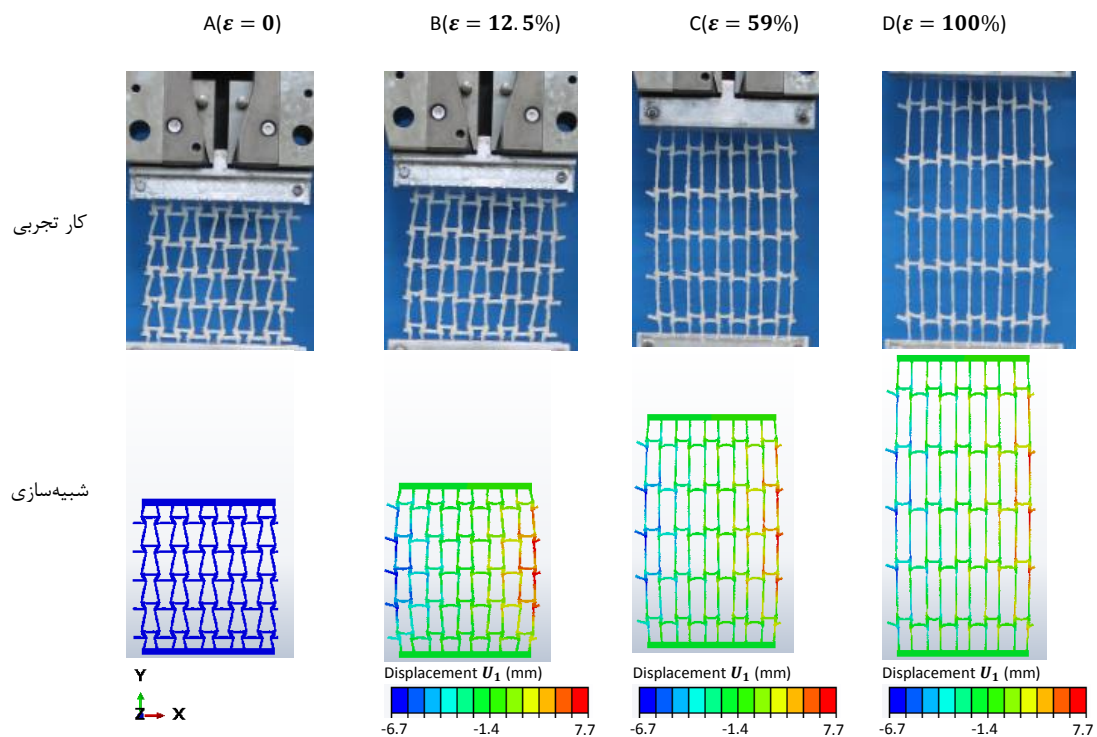 A(𝜺 = 𝟎)
B(𝜺 = 𝟏𝟐.𝟓%)
C(𝜺 = 𝟓𝟗%)
D(𝜺 = 𝟏𝟎𝟎%)
کار تجربی
شبیه‌سازی
Y
Z
X
Displacement 𝑼₁ (mm)
-6.7 -1.4 7.7
Displacement 𝑼₁ (mm)
-6.7 -1.4 7.7
Displacement 𝑼₁ (mm)
-6.7 -1.4 7.7